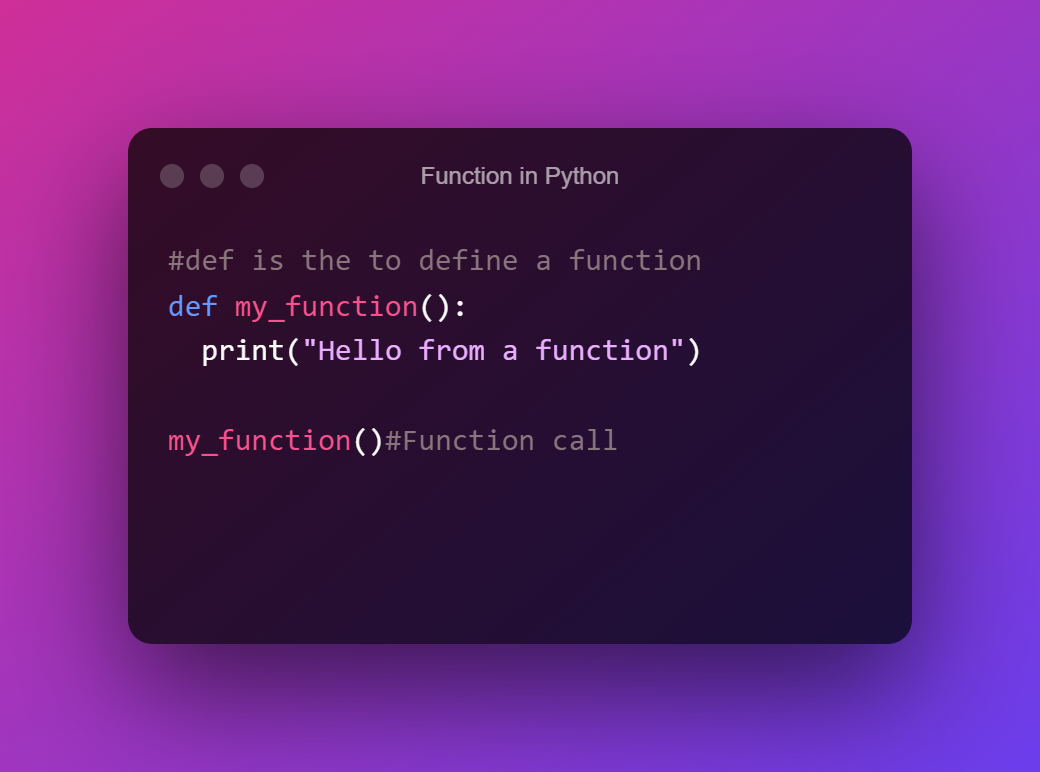 Function in Python
#def is the to define a function
def my_function():
  print("Hello from a function")

my_function()#Function call